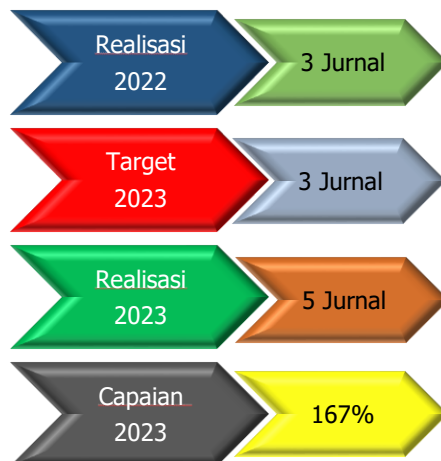 Realisasi
2022
3 Jurnal
Target
2023
3 Jurnal
Realisasi
2023
5 Jurnal
Capaian
2023
167%